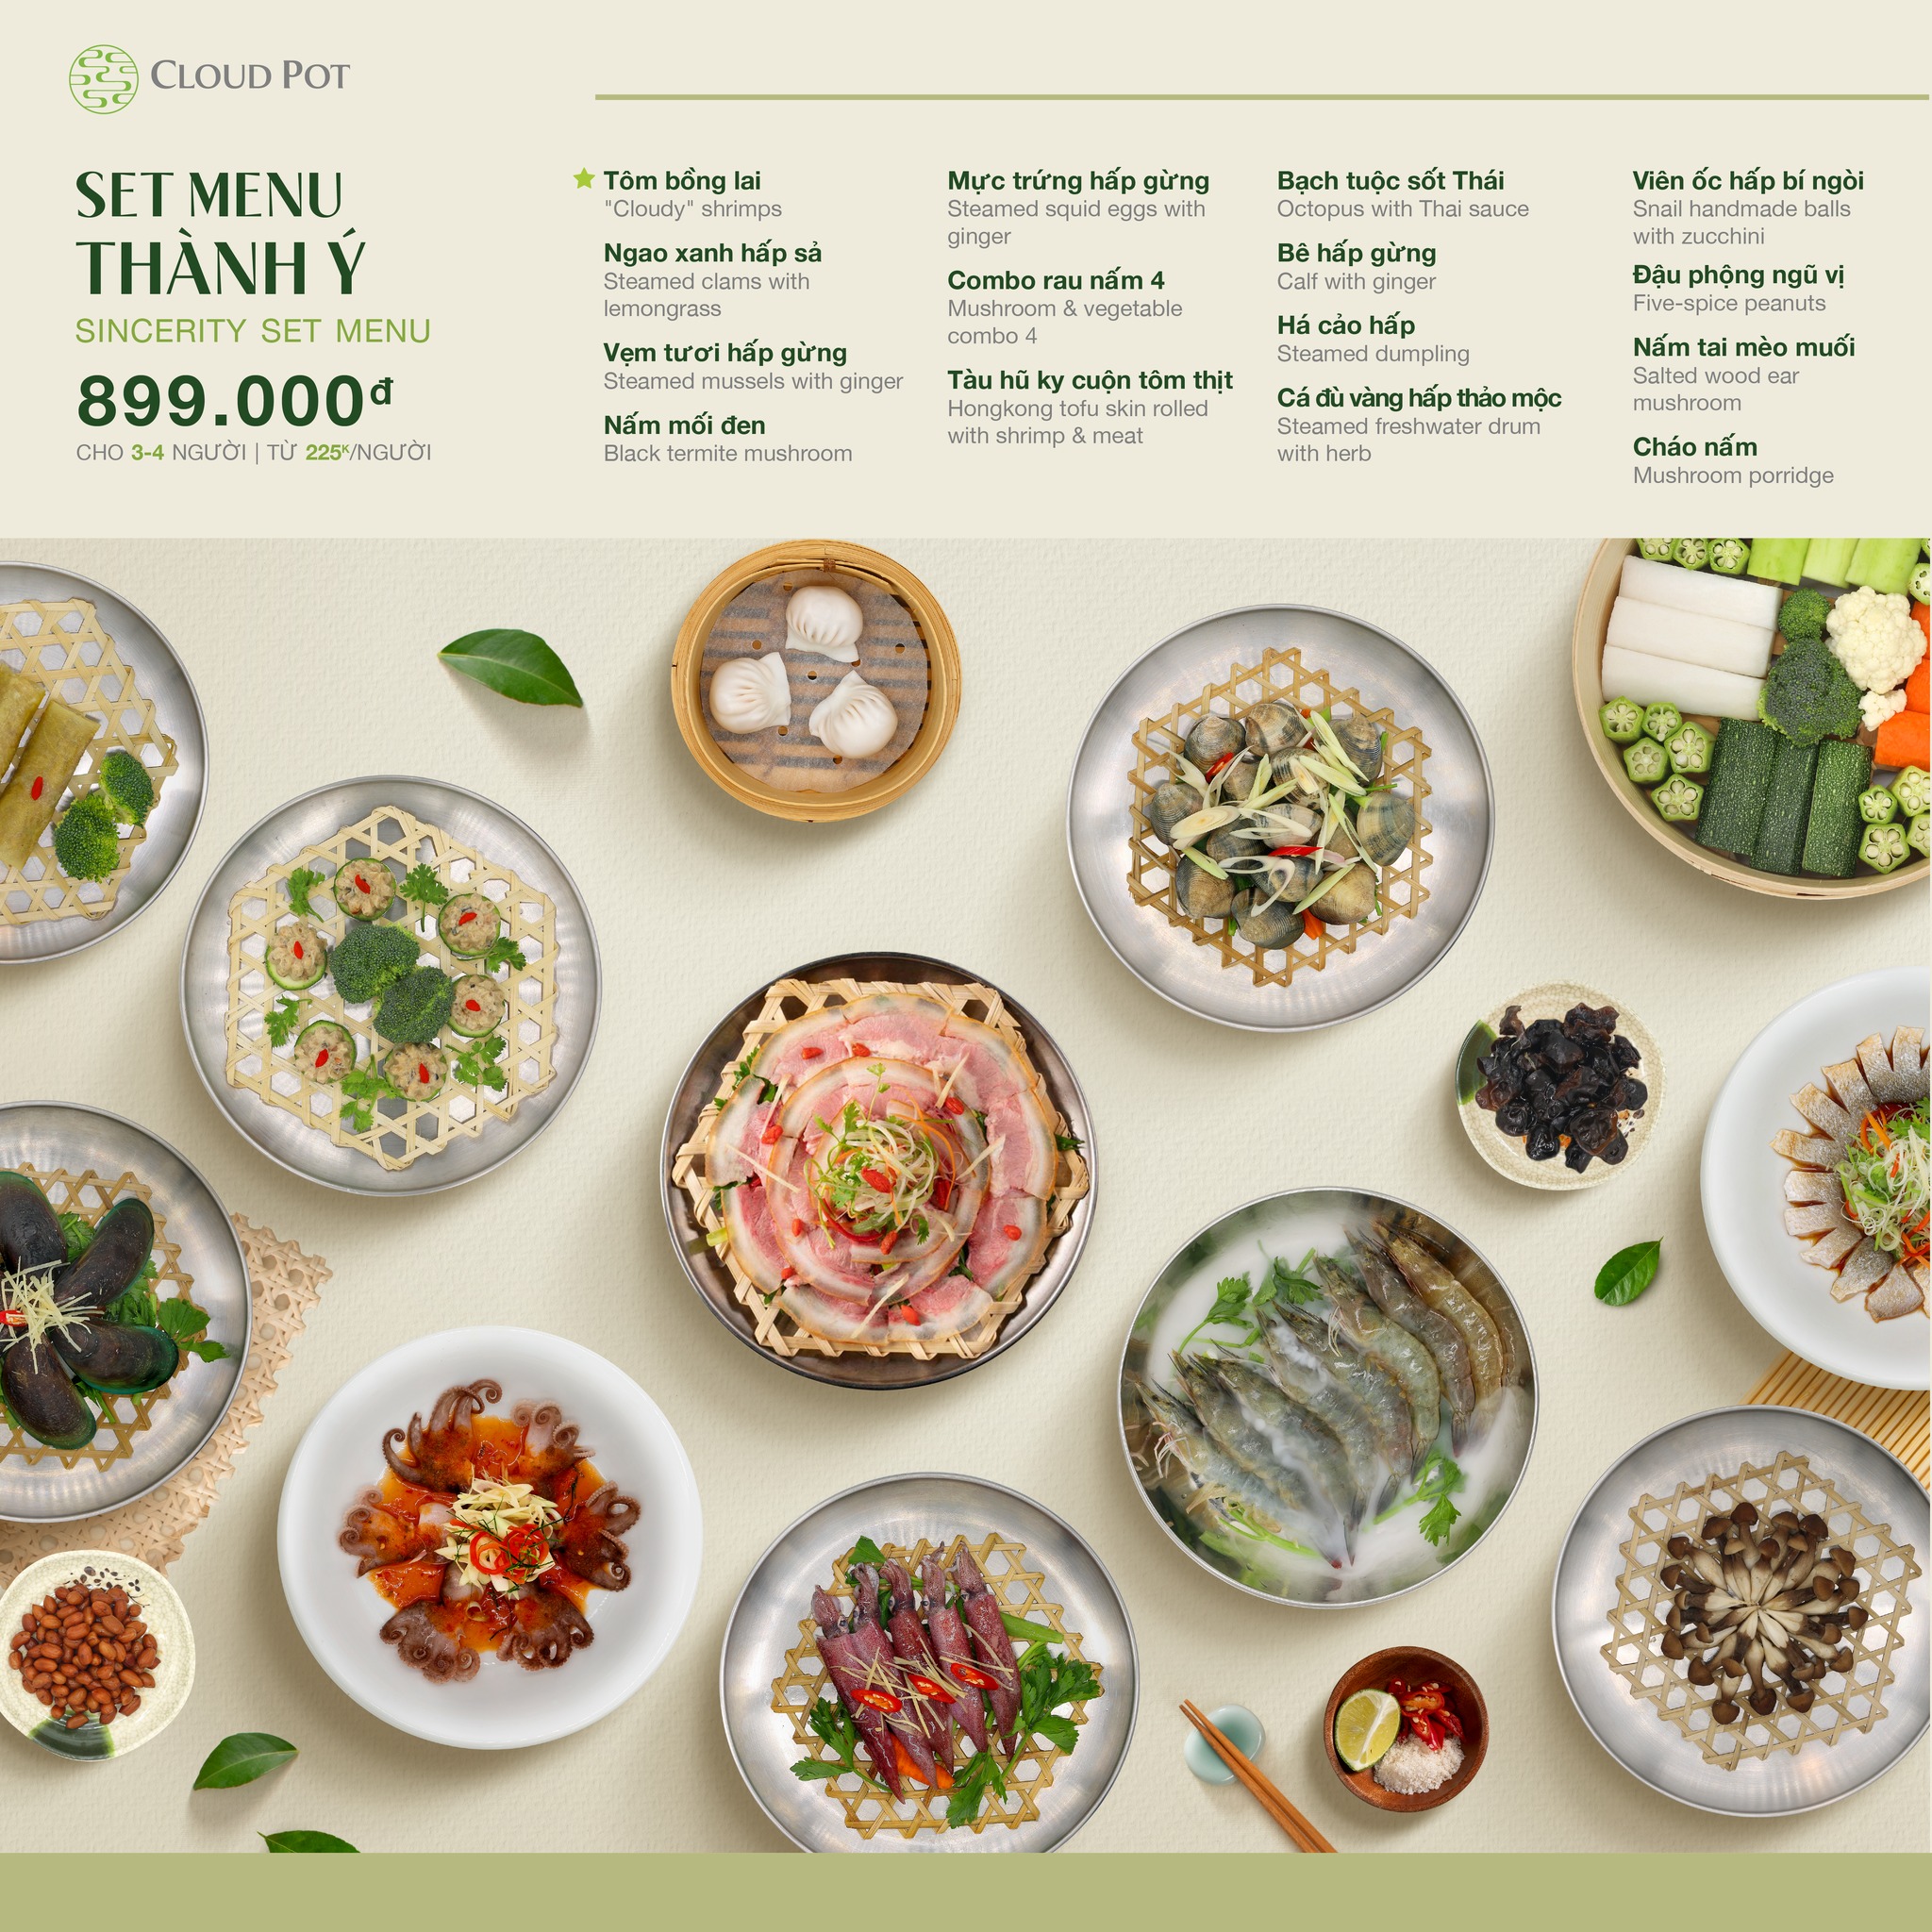 CLOUD POT
SET MENU
THÀNH Ý
SINCERITY SET MENU
899.000đ
CHO 3-4 NGƯỜI | TỪ 225K/NGƯỜI
Tôm bồng lai
"Cloudy" shrimps
Ngao xanh hấp sả
Steamed clams with
lemongrass
Vẹm tươi hấp gừng
Steamed mussels with ginger
Nấm mối đen
Black termite mushroom
Mực trứng hấp gừng
Steamed squid eggs with
ginger
Combo rau nấm 4
Mushroom & vegetable
combo 4
Tàu hũ ky cuộn tôm thịt
Hongkong tofu skin rolled
with shrimp & meat
Bạch tuộc sốt Thái
Octopus with Thai sauce
Bê hấp gừng
Calf with ginger
Há cảo hấp
Steamed dumpling
Cá đù vàng hấp thảo mộc
Steamed freshwater drum
with herb
Viên ốc hấp bí ngòi
Snail handmade balls
with zucchini
Đậu phộng ngũ vị
Five-spice peanuts
Nấm tai mèo muối
Salted wood ear
mushroom
Cháo nấm
Mushroom porridge